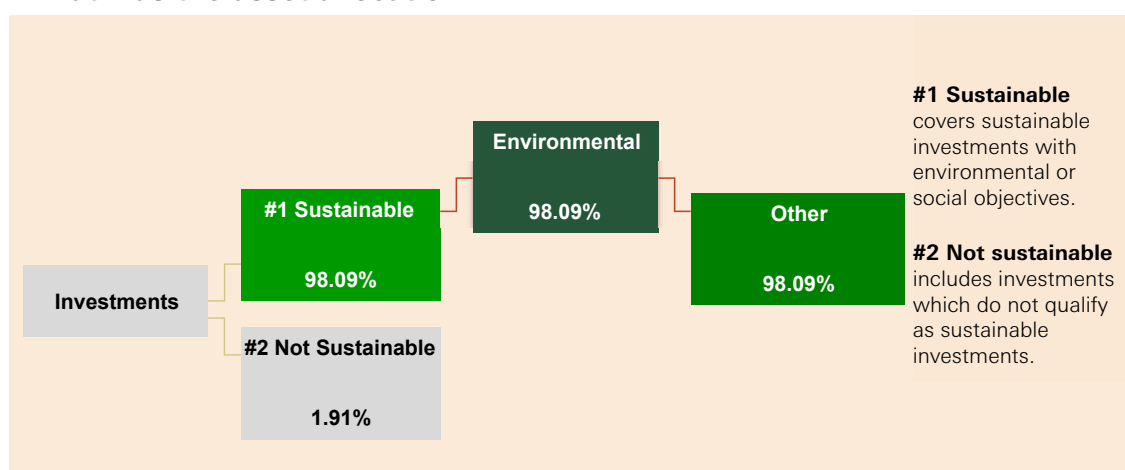 Investments
#1 Sustainable
98.09%
#2 Not Sustainable
1.91%
Environmental
98.09%
Other
98.09%
#1 Sustainable
covers sustainable
investments with
environmental or
social objectives.
#2 Not sustainable
includes investments
which do not qualify
as sustainable
investments.